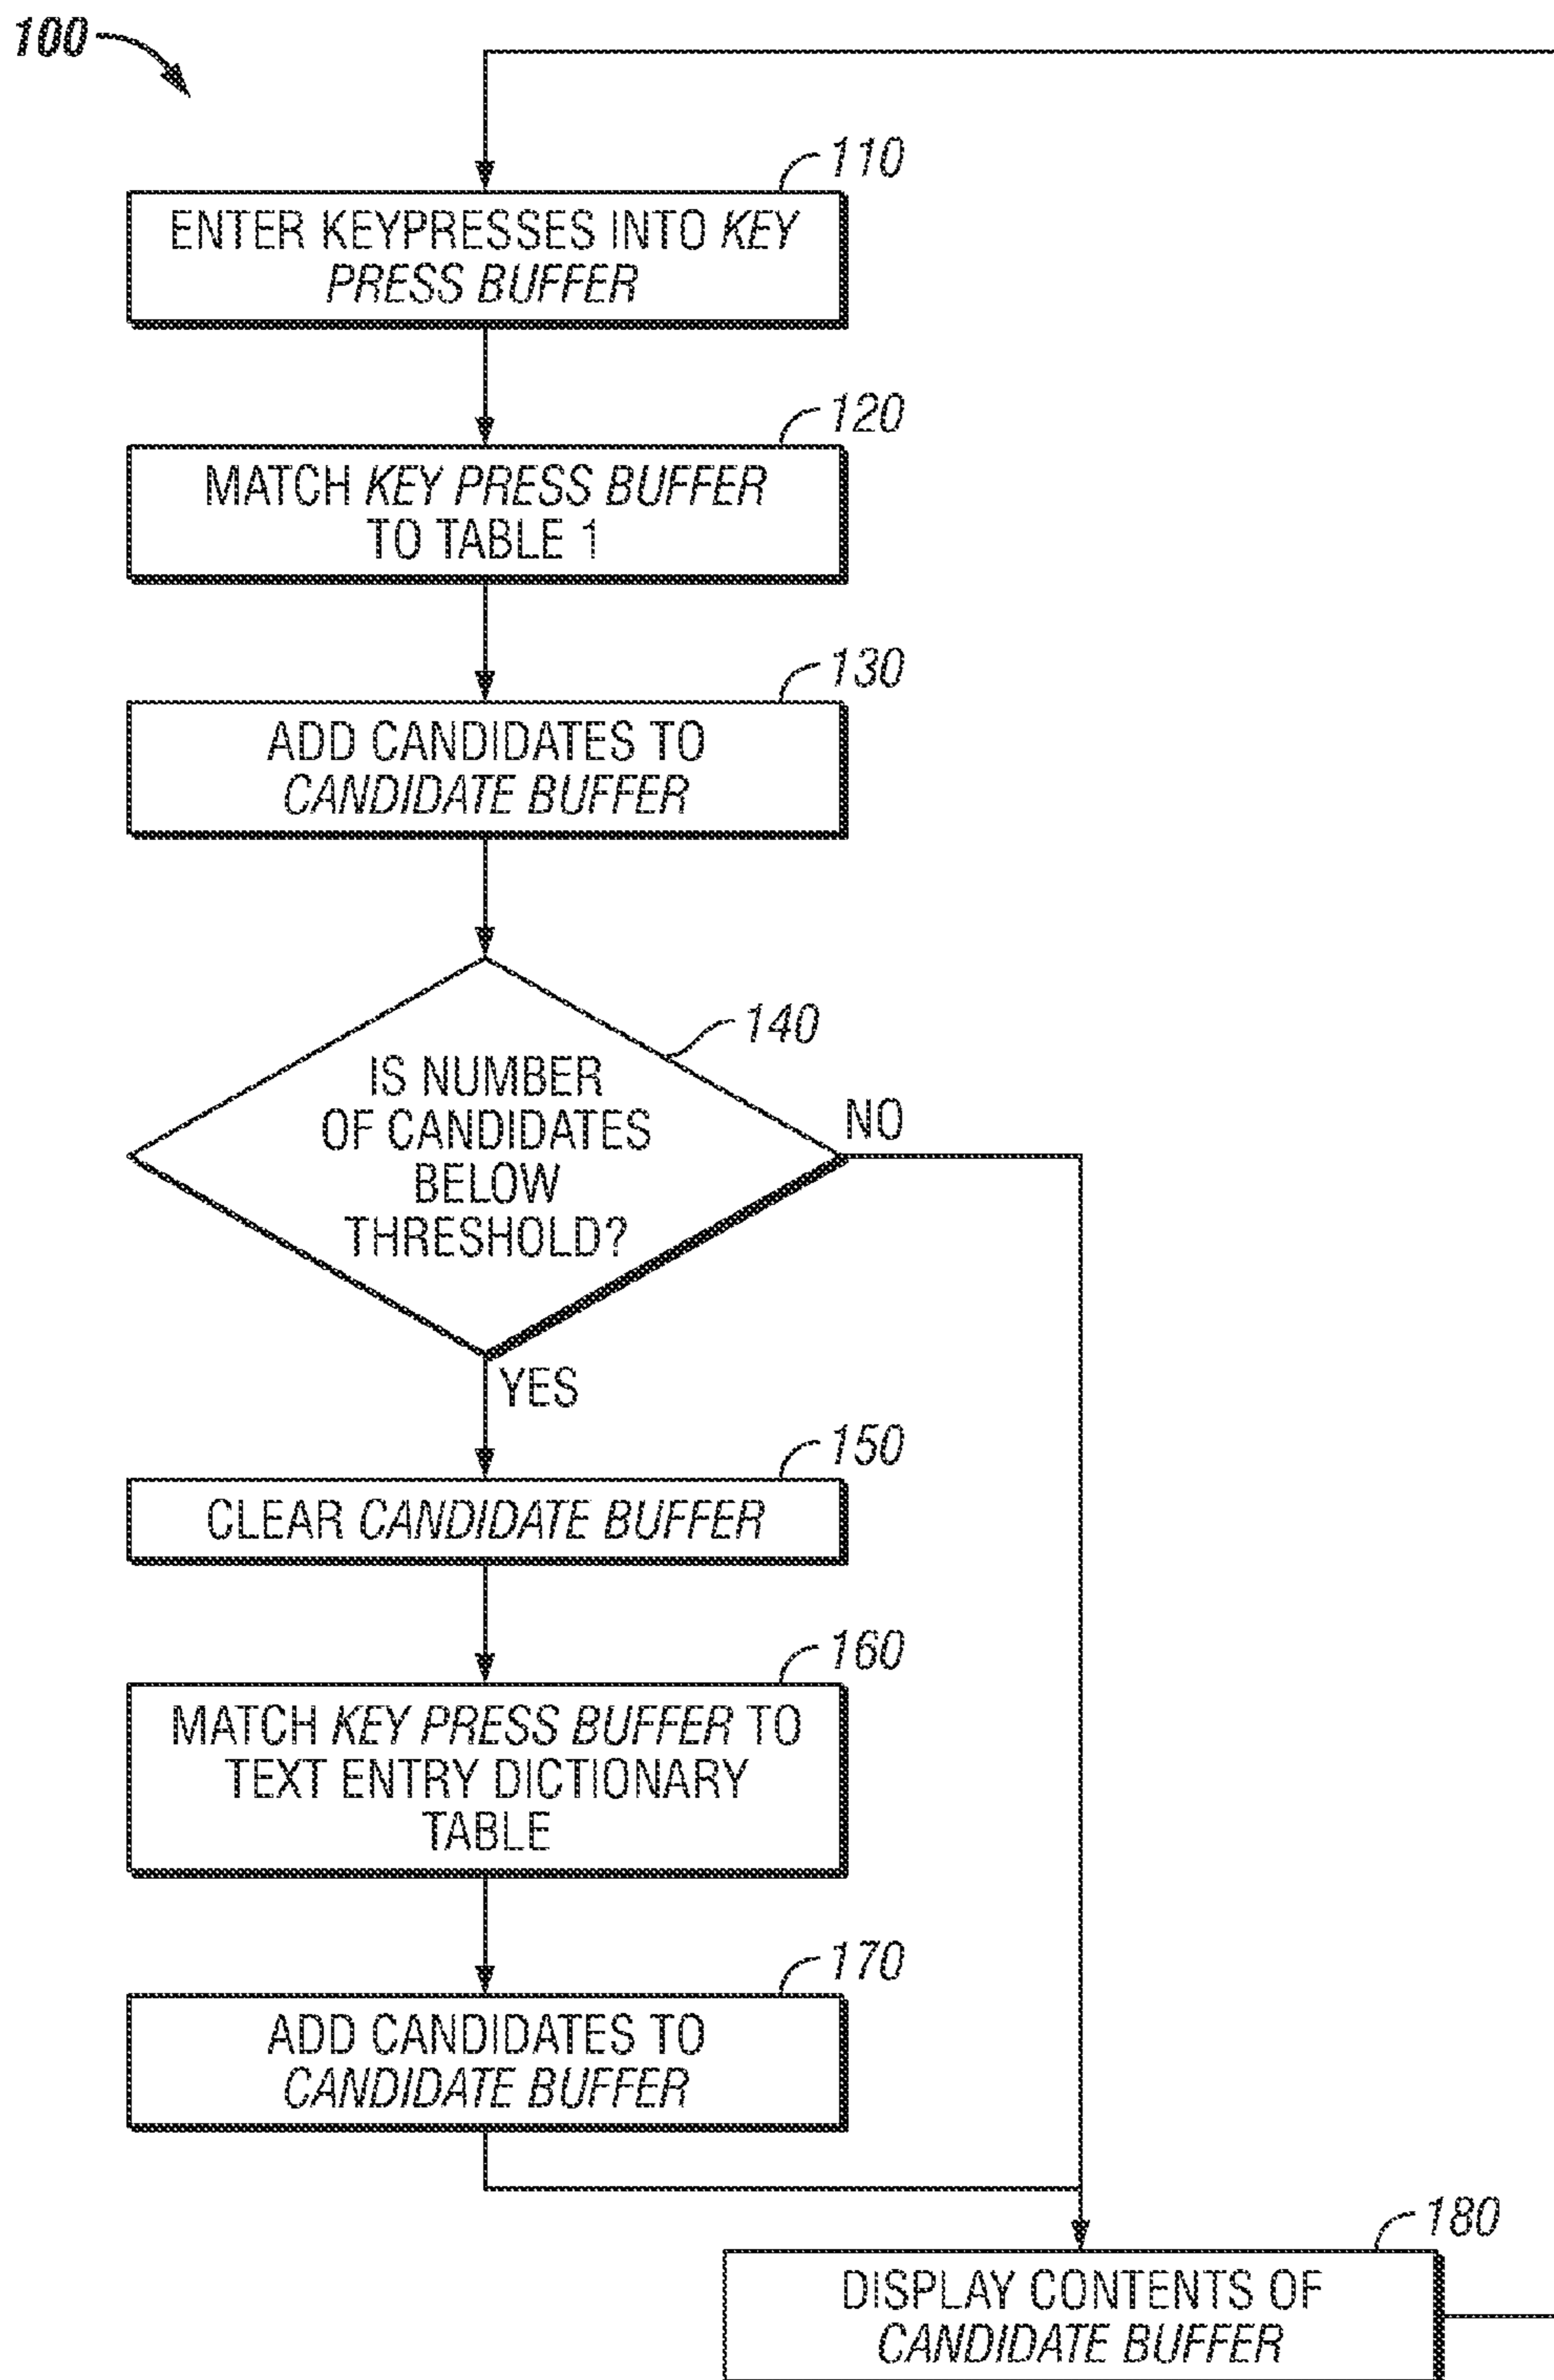 100
110
ENTER KEYPRESSES INTO KEY
PRESS BUFFER
120
MATCH KEY PRESS BUFFER
TO TABLE 1
130
ADD CANDIDATES TO
CANDIDATE BUFFER
140
IS NUMBER
OF CANDIDATES
BELOW
THRESHOLD?
NO
YES
150
CLEAR CANDIDATE BUFFER
160
MATCH KEY PRESS BUFFER TO
TEXT ENTRY DICTIONARY
TABLE
170
ADD CANDIDATES TO
CANDIDATE BUFFER
180
DISPLAY CONTENTS OF
CANDIDATE BUFFER